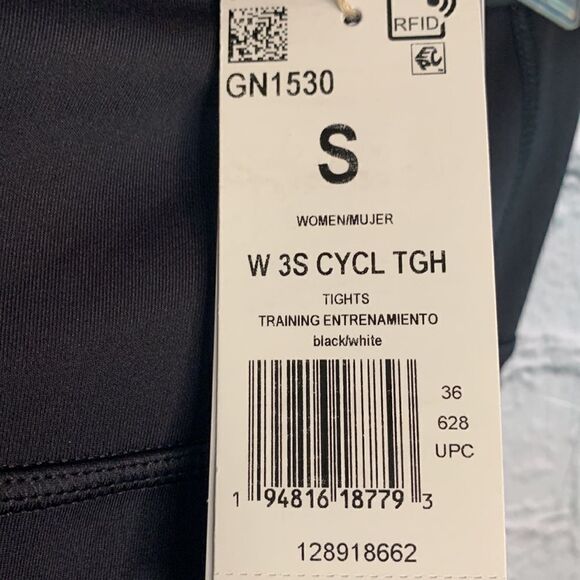 RFID
EPC
GN1530
S
WOMEN/MUJER
W 3S CYCL TGH
TIGHTS
TRAINING ENTRENAMIENTO
black/white
36
628
UPC
1 94816 18779 3
128918662